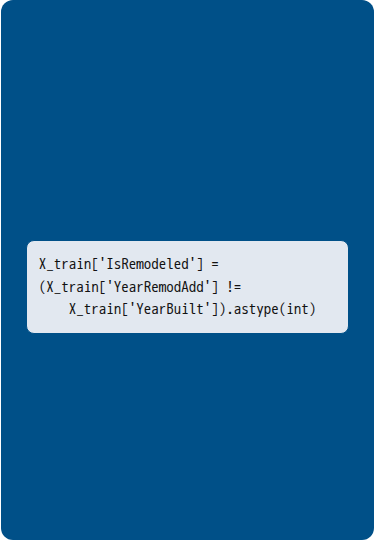 X_train['IsRemodeled'] =
(X_train['YearRemodAdd'] !=
    X_train['YearBuilt']).astype(int)